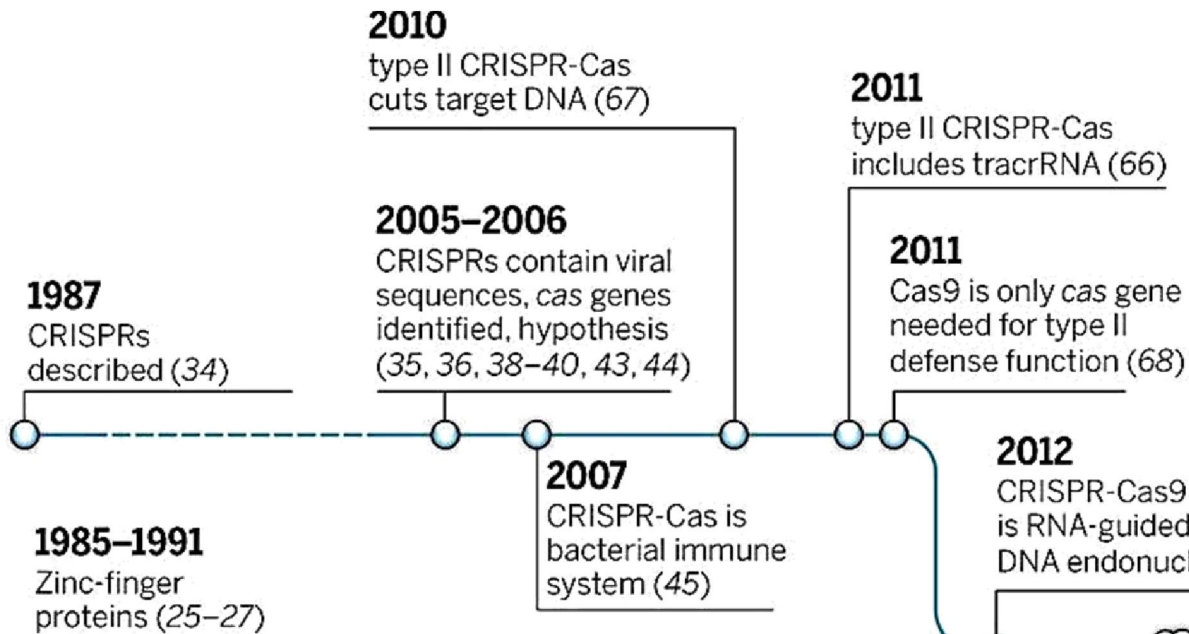 2010
type II CRISPR-Cas
cuts target DNA (67)
2011
type II CRISPR-Cas
includes tracrRNA (66)
2005–2006
CRISPRs contain viral
sequences, cas genes
identified, hypothesis
(35, 36, 38–40, 43, 44)
2011
Cas9 is only cas gene
needed for type II
defense function (68)
1987
CRISPRs
described (34)
2007
CRISPR-Cas is
bacterial immune
system (45)
2012
CRISPR-Cas9
is RNA-guided
DNA endonucl
1985–1991
Zinc-finger
proteins (25–27)